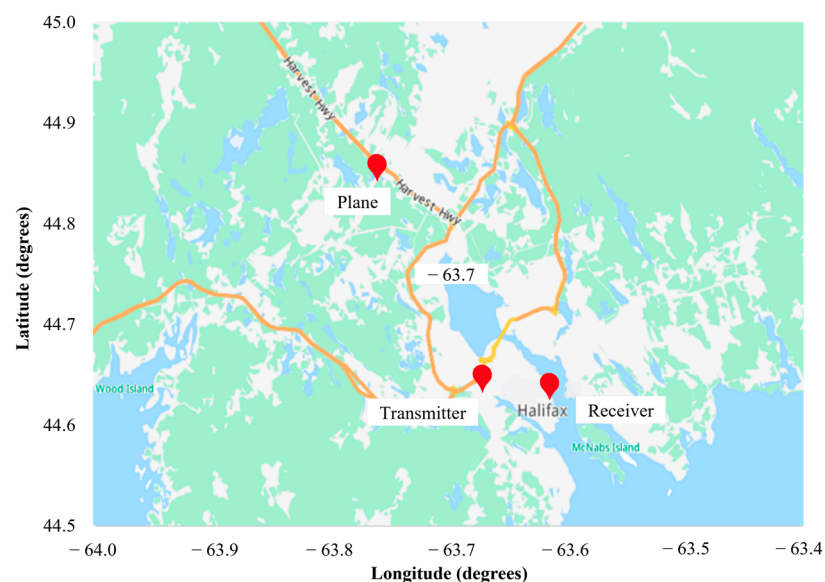 45.0
Harvest Hwy
44.9
Plane
Harvest Hwy
44.8
− 63.7
Latitude (degrees)
44.7
Wood Island
44.6
Transmitter
Halifax
Receiver
McNabs Island
44.5
− 64.0
− 63.9
− 63.8
− 63.7
− 63.6
− 63.5
− 63.4
Longitude (degrees)